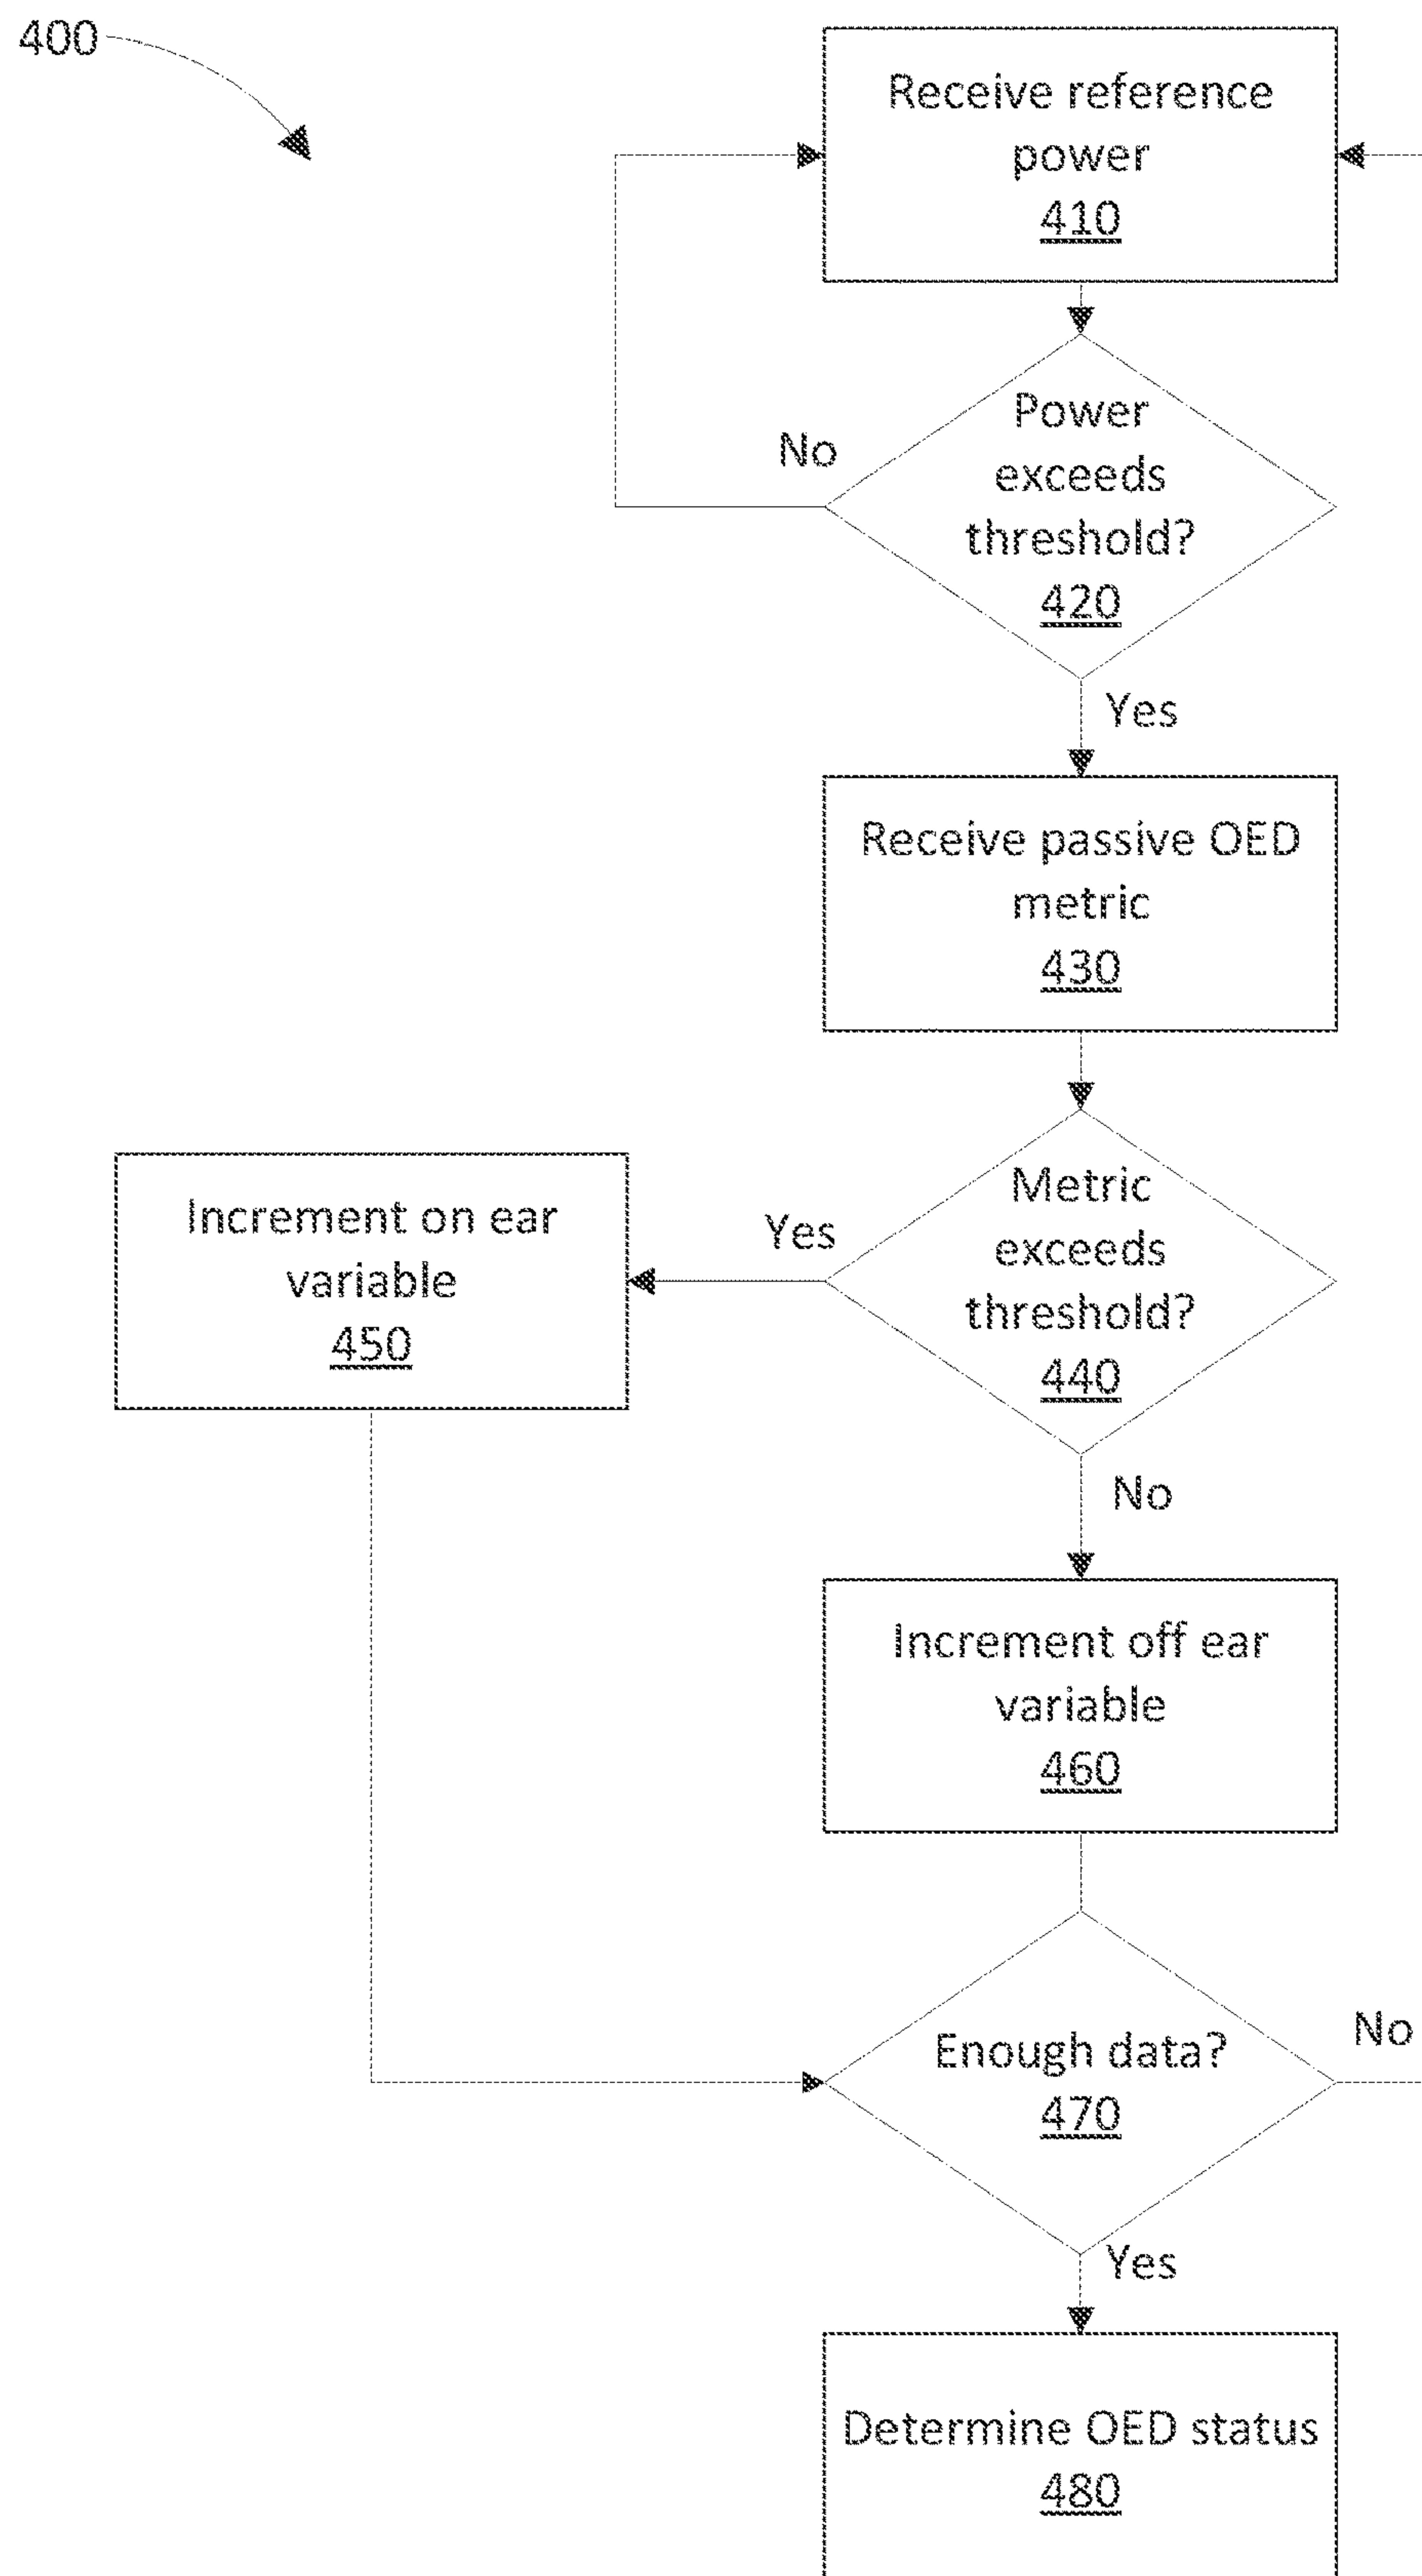 400
Receive reference
power
410
Power
exceeds
threshold?
420
No
Yes
Receive passive OED
metric
430
Metric
exceeds
threshold?
440
Yes
No
Increment on ear
variable
450
Increment off ear
variable
460
Enough data?
470
No
Yes
Determine OED status
480